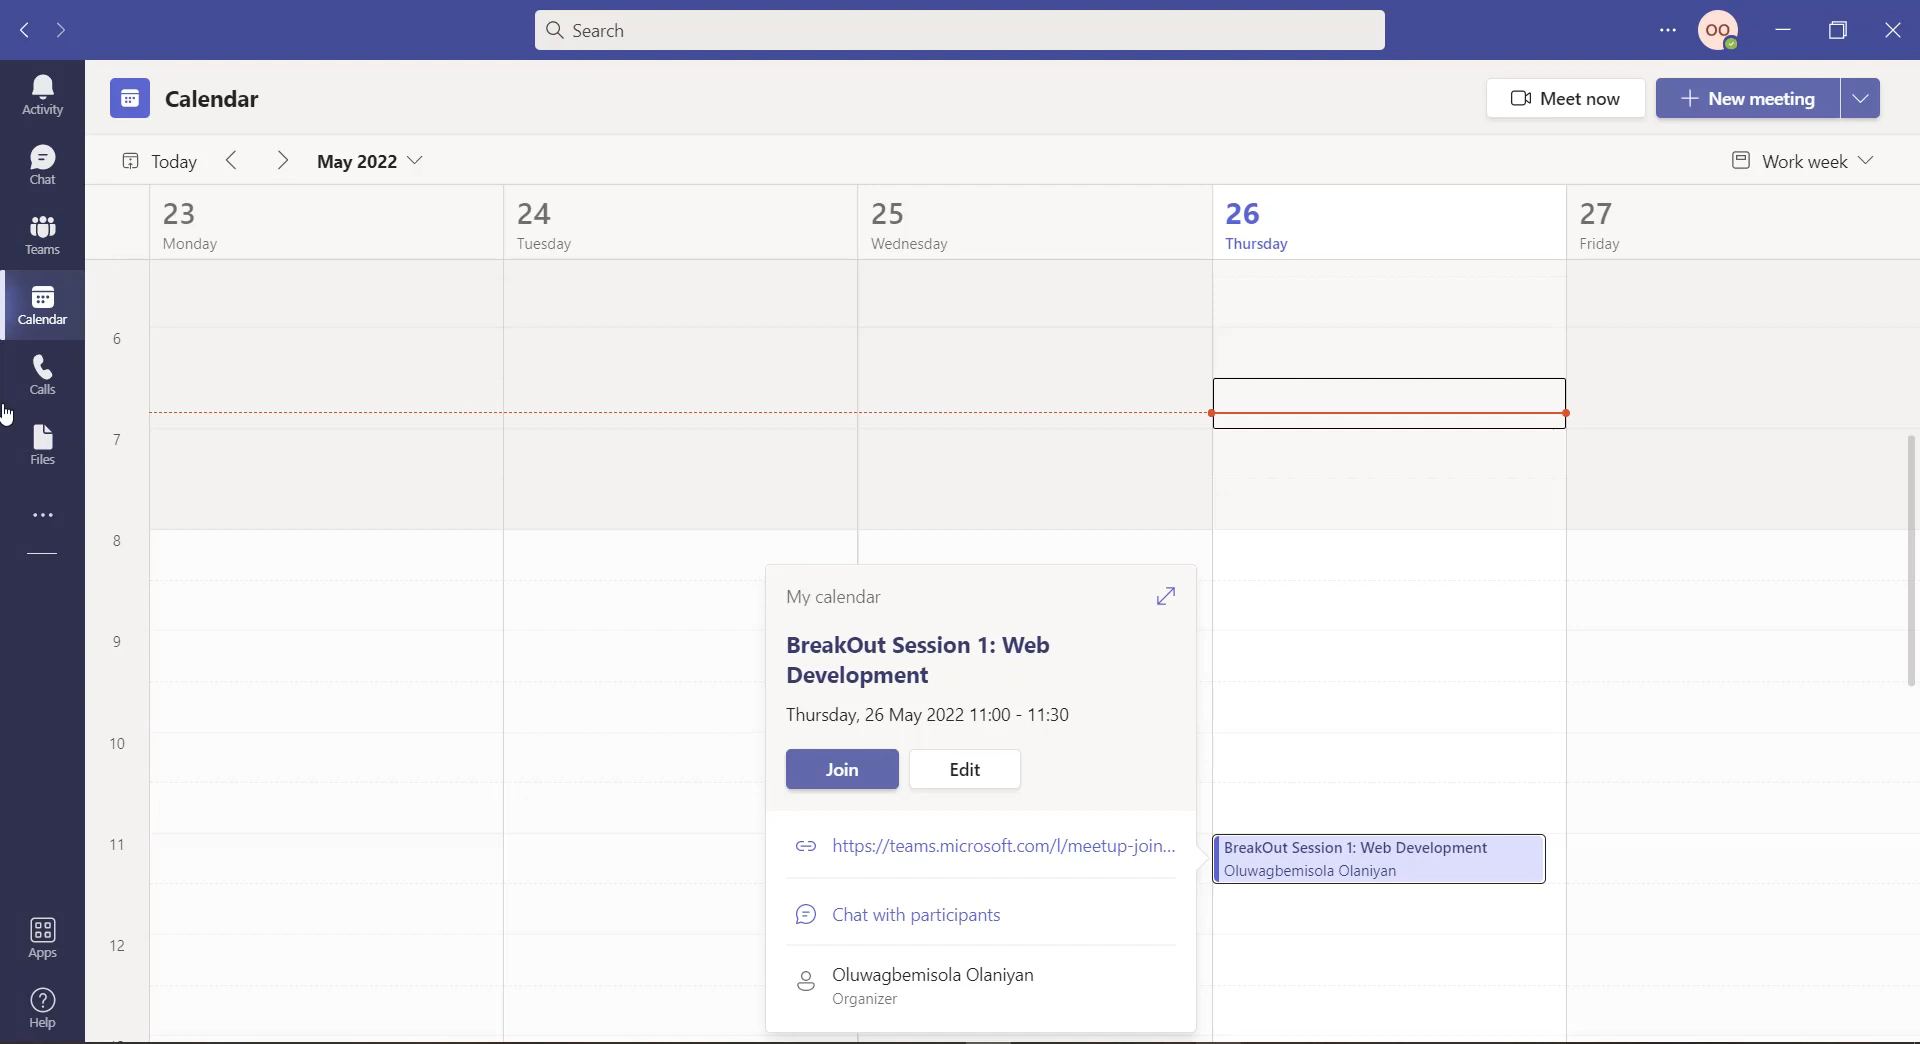 Search
OO
Activity
Chat
Teams
Calendar
Calls
Files
Apps
Help
Calendar
Meet now
New meeting
Today
May 2022
Work week
23
Monday
24
Tuesday
25
Wednesday
26
Thursday
27
Friday
6
7
8
9
10
11
12
My calendar
BreakOut Session 1: Web
Development
Thursday, 26 May 2022 11:00 - 11:30
Join
Edit
https://teams.microsoft.com/l/meetup-join...
Chat with participants
Oluwagbemisola Olaniyan
Organizer
BreakOut Session 1: Web Development
Oluwagbemisola Olaniyan